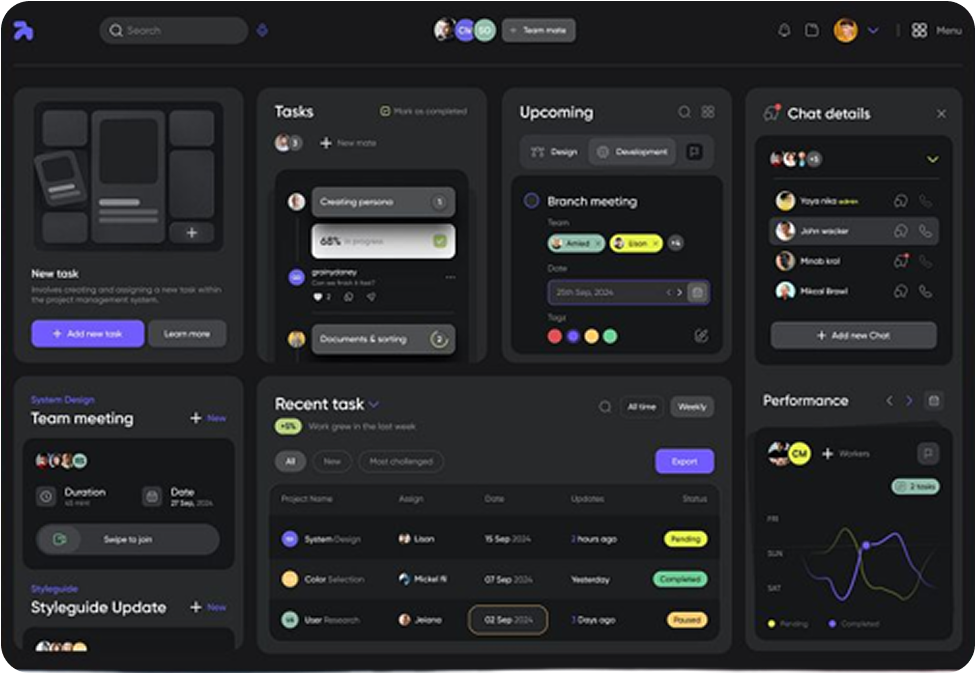 Search
SO
+ Team mate
Menu
New task
Involves creating and assigning a new task within
the project management system.
+ Add new task
Learn more
Tasks
Mark as completed
3
+ New mate
Creating persona
1
68% in progress
grainydaney
Can we finish it fast?
2
Documents & sorting
2
Upcoming
Design
Development
Branch meeting
Team
Amied ×
Lison ×
+4
Date
25th Sep, 2024
Tags
Chat details
+5
Yaya nika admin
John wacker
Minab kral
Mikcal Brawl
+ Add new Chat
System Design
Team meeting
+ New
Duration
45 mint
Date
27 Sep, 2024
Swipe to join
Styleguide
Styleguide Update
+ New
Recent task
+5% Work grew in the last week
All time
Weekly
All
New
Most challenged
Export
Project Name Assign Date Updates Status
System Design Lison 15 Sep 2024 2 hours ago Pending
Color Selection Mickel fil 07 Sep 2024 Yesterday Completed
User Research Jeiana 02 Sep 2024 3 Days ago Paused
Performance
CM
+ Workers
2 tasks
FRI
SUN
SAT
Pending
Completed